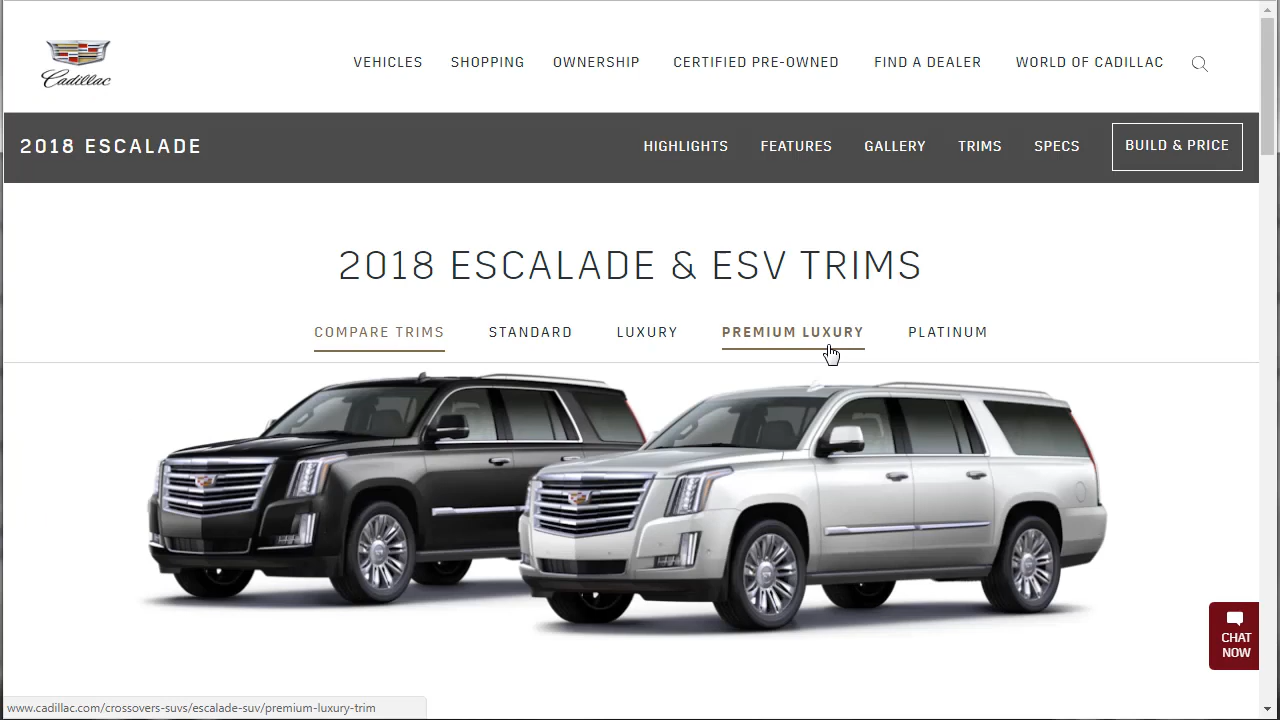 Cadillac
VEHICLES SHOPPING OWNERSHIP CERTIFIED PRE-OWNED FIND A DEALER WORLD OF CADILLAC
2018 ESCALADE HIGHLIGHTS FEATURES GALLERY TRIMS SPECS BUILD & PRICE
2018 ESCALADE & ESV TRIMS
COMPARE TRIMS STANDARD LUXURY PREMIUM LUXURY PLATINUM
CHAT
NOW
www.cadillac.com/crossovers-suvs/escalade-suv/premium-luxury-trim